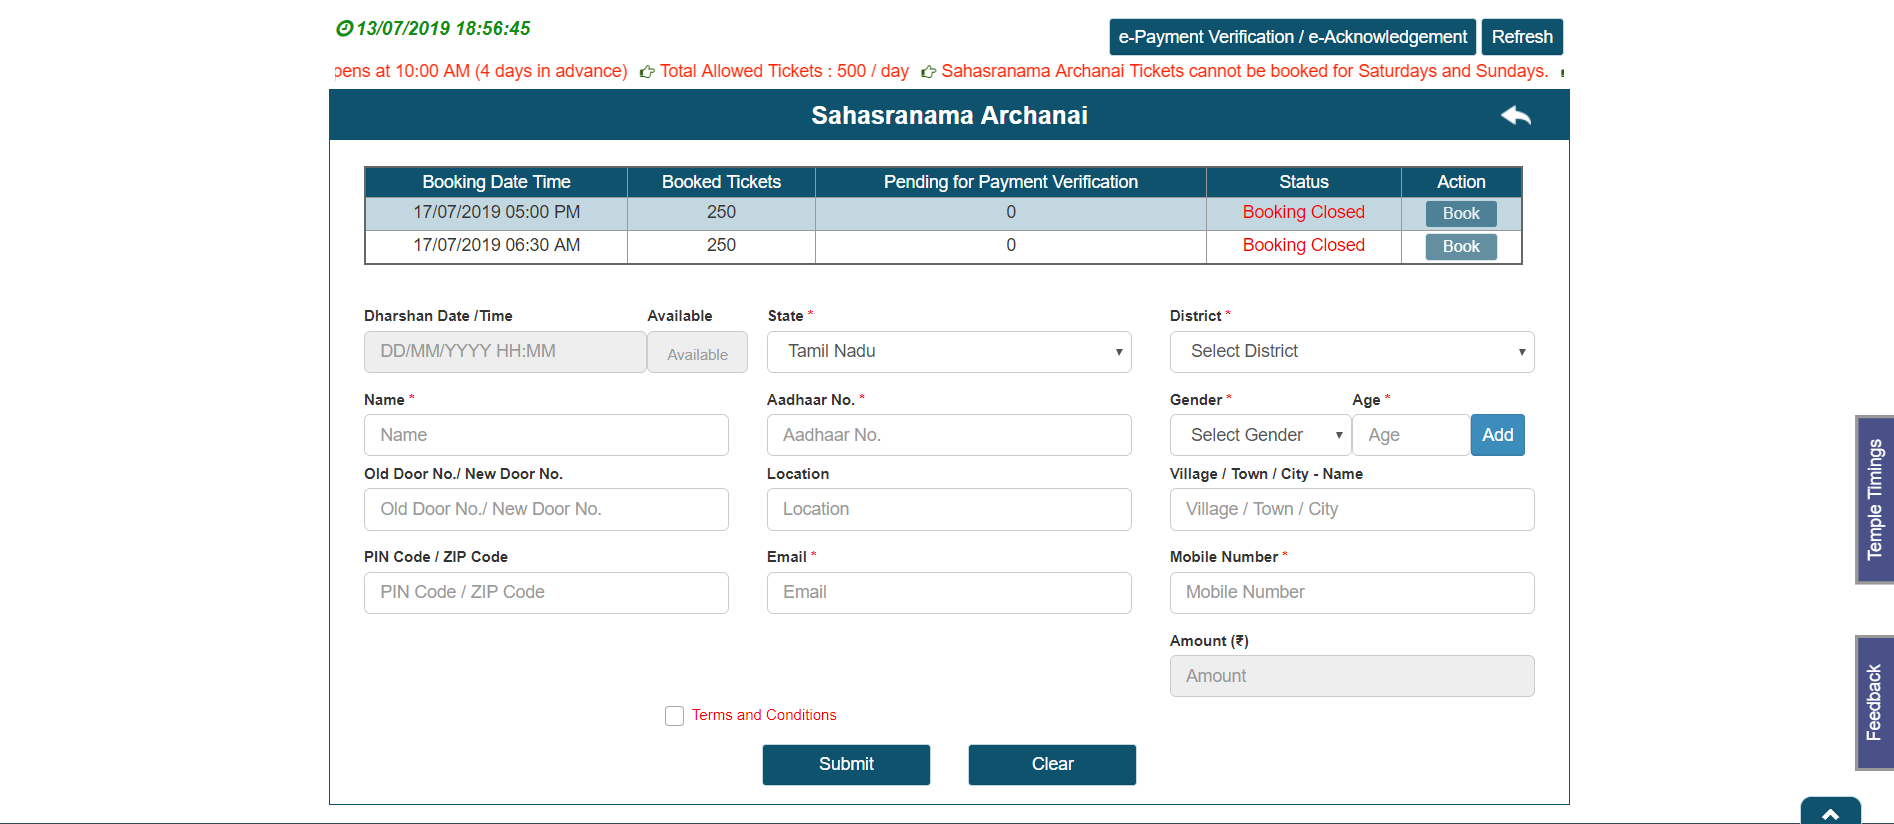 13/07/2019 18:56:45
e-Payment Verification / e-Acknowledgement
Refresh
pens at 10:00 AM (4 days in advance) Total Allowed Tickets : 500 / day Sahasranama Archanai Tickets cannot be booked for Saturdays and Sundays.
Sahasranama Archanai
Booking Date Time Booked Tickets Pending for Payment Verification Status Action
17/07/2019 05:00 PM 250 0 Booking Closed Book
17/07/2019 06:30 AM 250 0 Booking Closed Book
Dharshan Date /Time Available State * District *
DD/MM/YYYY HH:MM Available Tamil Nadu Select District
Name * Aadhaar No. * Gender * Age *
Name Aadhaar No. Select Gender Age Add
Old Door No./ New Door No. Location Village / Town / City - Name
Old Door No./ New Door No. Location Village / Town / City
PIN Code / ZIP Code Email * Mobile Number *
PIN Code / ZIP Code Email Mobile Number
Amount (₹)
Amount
Terms and Conditions
Submit Clear
Temple Timings
Feedback